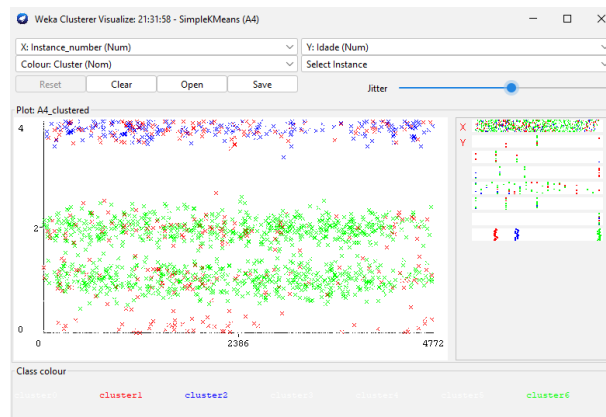 Weka Clusterer Visualize: 21:31:58 - SimpleKMeans (A4)
X: Instance_number (Num) Y: Idade (Num)
Colour: Cluster (Nom) Select Instance
Reset Clear Open Save Jitter
Plot: A4_clustered
4
X
Y
2
0
0 2386 4772
Class colour
cluster1 cluster2 cluster6